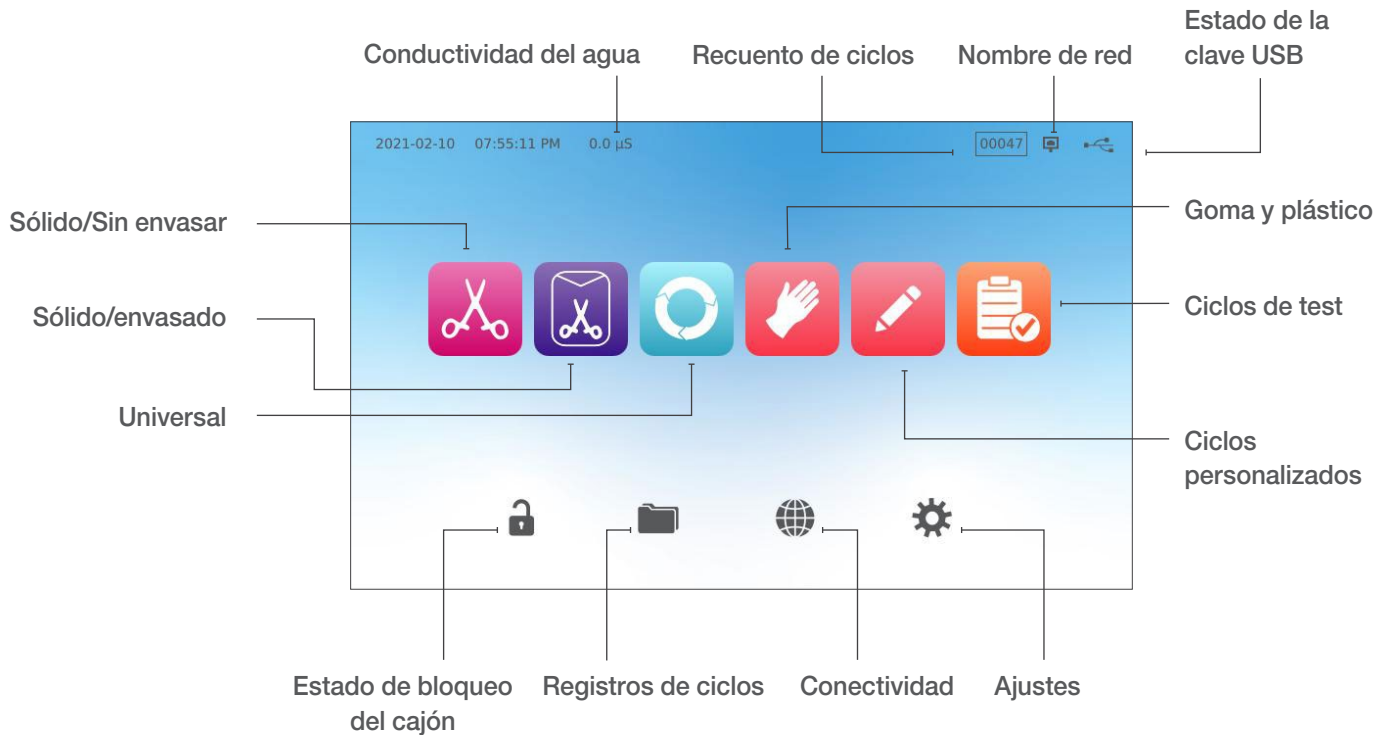 Estado de la
clave USB
Conductividad del agua
Recuento de ciclos
Nombre de red
2021-02-10 07:55:11 PM 0.0 µS
00047
Sólido/Sin envasar
Goma y plástico
Sólido/envasado
Ciclos de test
Universal
Ciclos
personalizados
Estado de bloqueo
del cajón
Registros de ciclos
Conectividad
Ajustes